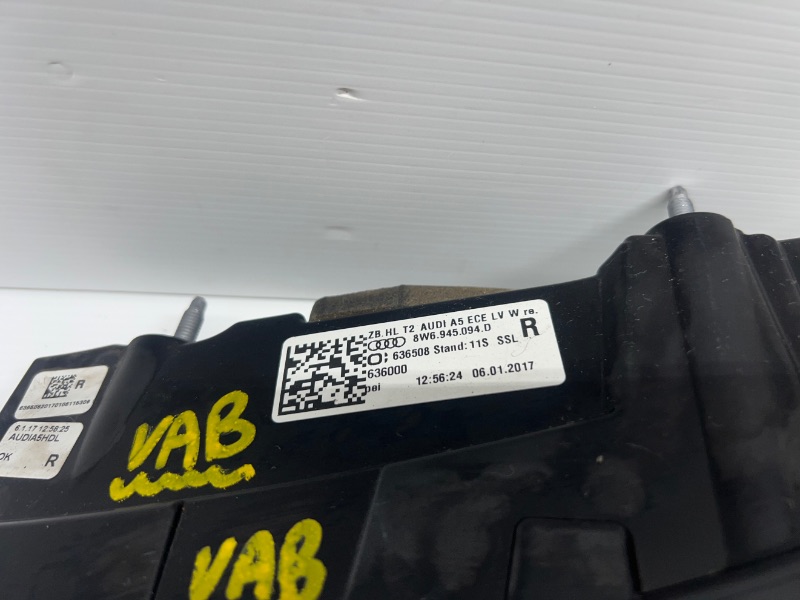 ZB HL T2 AUDI A5 ECE LV W re.
8W6.945.094.D R
636508 Stand: 11S SSL
636000
12:56:24 06.01.2017
R
6.1.17 12:58:25
AUDIA5HDL
OK R
VAB
VAB